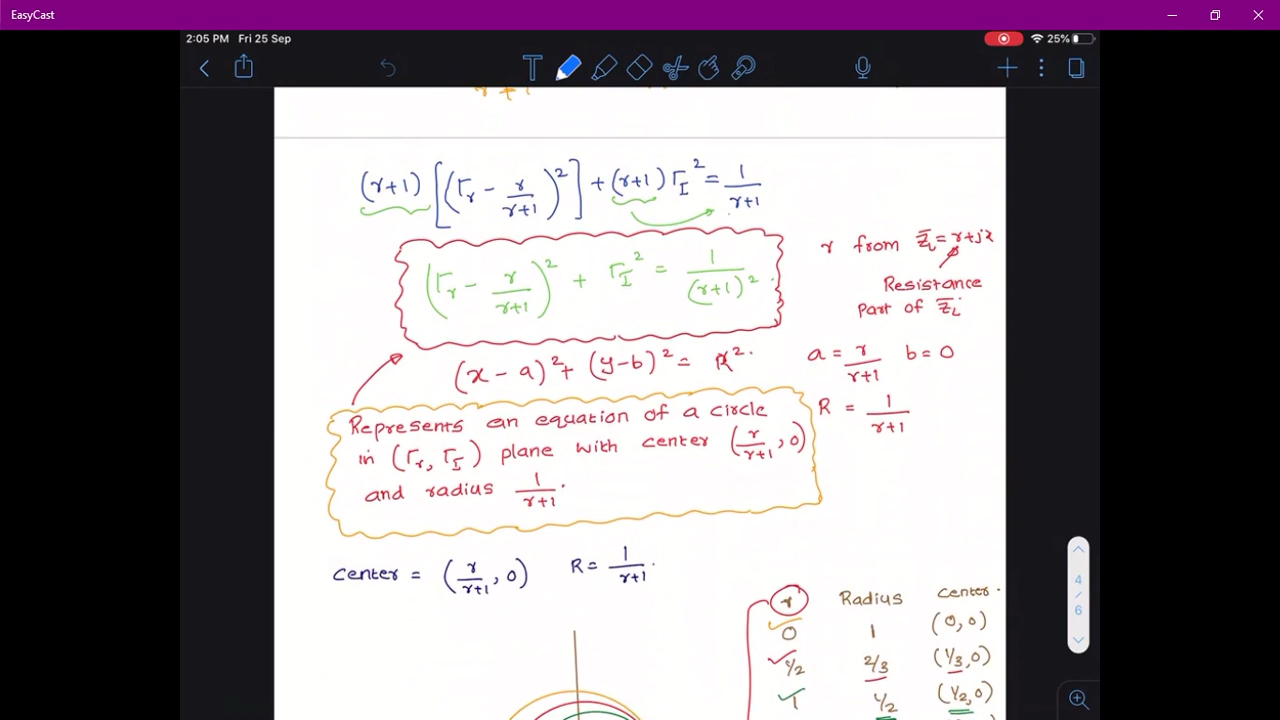 EasyCast
2:05 PM Fri 25 Sep
25%
(r+1) [(Γr − r/(r+1))²] + (r+1) ΓI² = 1/(r+1)
(Γr − r/(r+1))² + ΓI² = 1/(r+1)²
r from Z̄L = r+jx
Resistance
Part of Z̄L
(x − a)² + (y − b)² = R².
a = r/(r+1) b = 0
R = 1/(r+1)
Represents an equation of a circle
in (Γr, ΓI) plane with center (r/(r+1), 0)
and radius 1/(r+1).
Center = (r/(r+1), 0) R = 1/(r+1).
r Radius Center.
0 1 (0, 0)
1/2 2/3 (1/3, 0)
1 1/2 (1/2, 0)
4
/
6